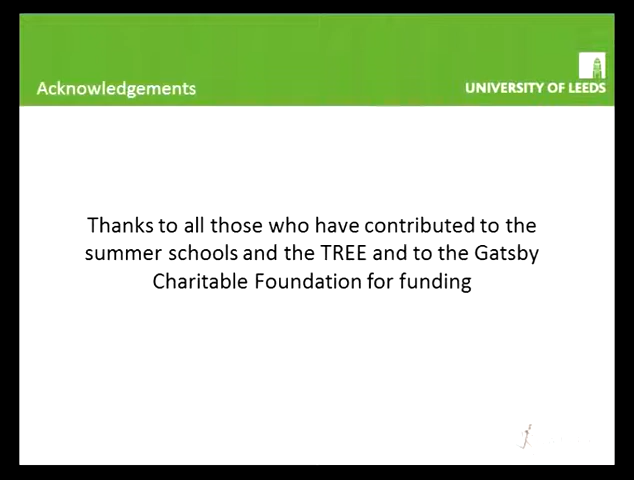 Acknowledgements
UNIVERSITY OF LEEDS
Thanks to all those who have contributed to the
summer schools and the TREE and to the Gatsby
Charitable Foundation for funding